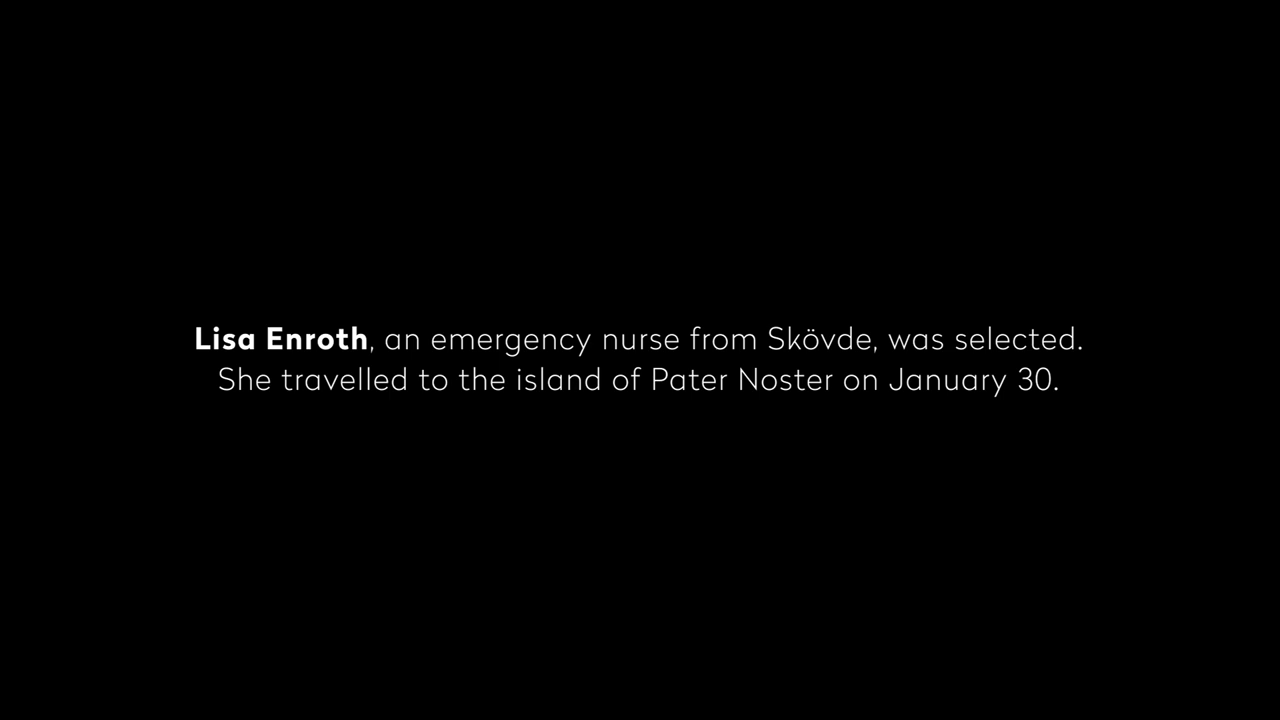 Lisa Enroth, an emergency nurse from Skövde, was selected.
She travelled to the island of Pater Noster on January 30.